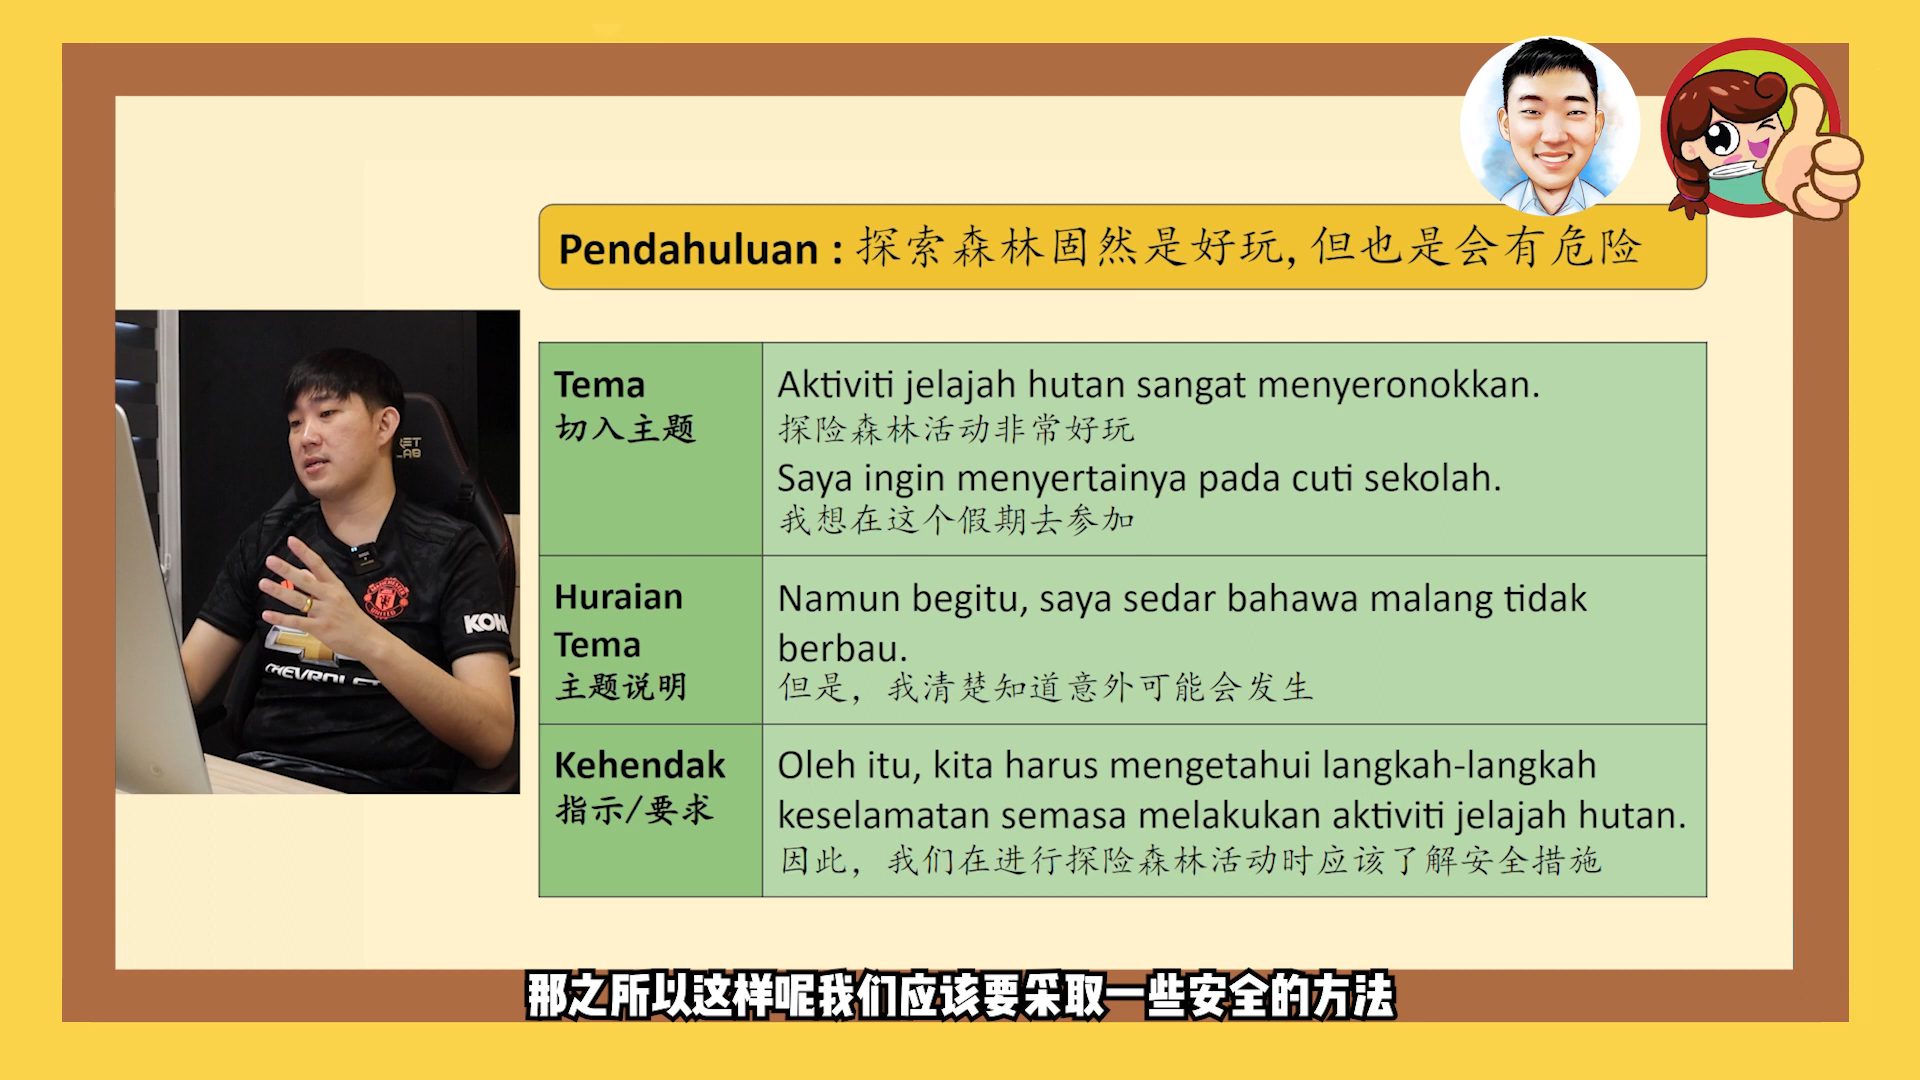 Pendahuluan : 探索森林固然是好玩, 但也是会有危险
Tema
切入主题
Aktiviti jelajah hutan sangat menyeronokkan.
探险森林活动非常好玩
Saya ingin menyertainya pada cuti sekolah.
我想在这个假期去参加
Huraian
Tema
主题说明
Namun begitu, saya sedar bahawa malang tidak
berbau.
但是，我清楚知道意外可能会发生
Kehendak
指示/要求
Oleh itu, kita harus mengetahui langkah-langkah
keselamatan semasa melakukan aktiviti jelajah hutan.
因此，我们在进行探险森林活动时应该了解安全措施
KOH
CHEVROLET
那之所以这样呢我们应该要采取一些安全的方法